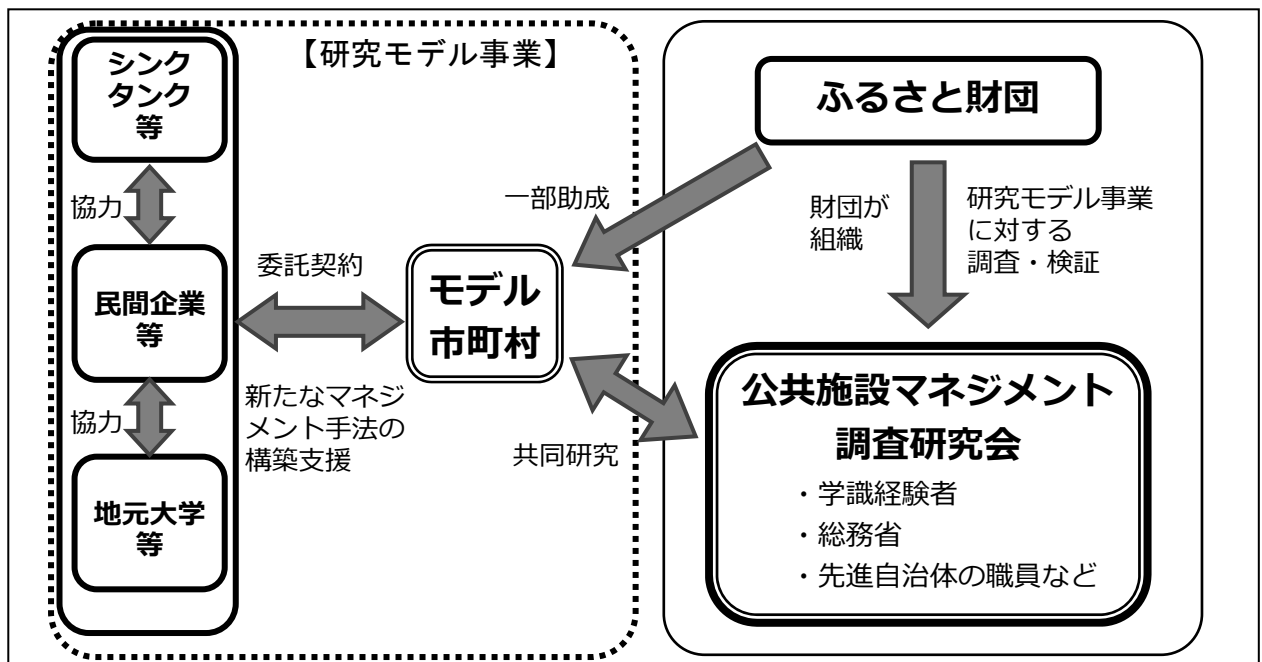 【研究モデル事業】
シンク
タンク
等
協力
民間企業
等
協力
地元大学
等
委託契約
新たなマネジ
メント手法の
構築支援
モデル
市町村
一部助成
共同研究
ふるさと財団
財団が
組織
研究モデル事業
に対する
調査・検証
公共施設マネジメント
調査研究会
・学識経験者
・総務省
・先進自治体の職員など